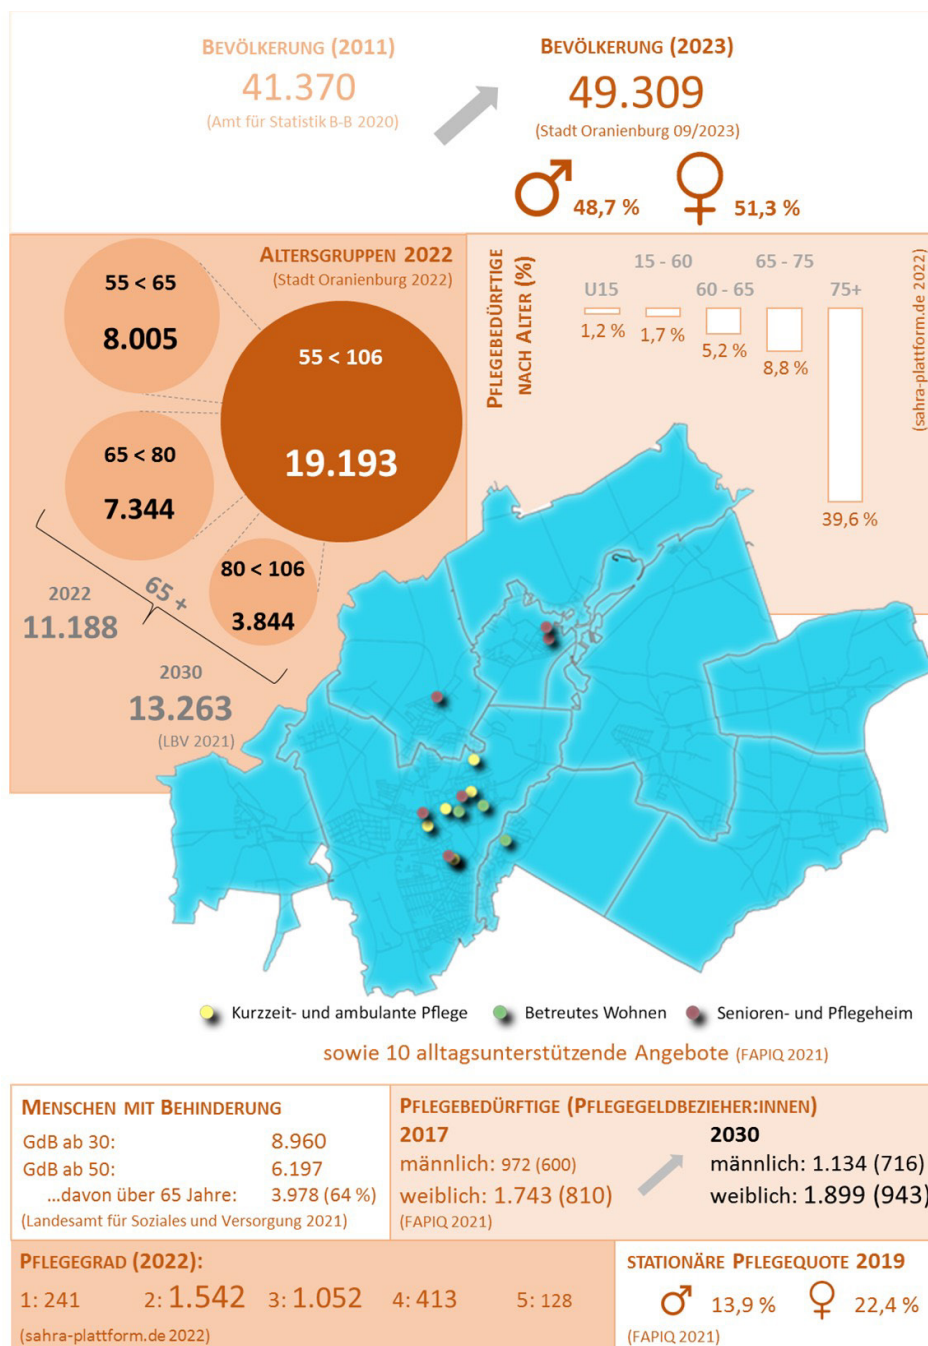 BEVÖLKERUNG (2011)
41.370
(Amt für Statistik B-B 2020)
BEVÖLKERUNG (2023)
49.309
(Stadt Oranienburg 09/2023)
48,7 %
51,3 %
ALTERSGRUPPEN 2022
(Stadt Oranienburg 2022)
55 < 65
8.005
55 < 106
19.193
65 < 80
7.344
80 < 106
3.844
65 +
2022
11.188
2030
13.263
(LBV 2021)
PFLEGEBEDÜRFTIGE
NACH ALTER (%)
U15
15 - 60
60 - 65
65 - 75
75+
1,2 %
1,7 %
5,2 %
8,8 %
39,6 %
(sahra-plattform.de 2022)
Kurzzeit- und ambulante Pflege
Betreutes Wohnen
Senioren- und Pflegeheim
sowie 10 alltagsunterstützende Angebote (FAPIQ 2021)
MENSCHEN MIT BEHINDERUNG
GdB ab 30: 8.960
GdB ab 50: 6.197
...davon über 65 Jahre: 3.978 (64 %)
(Landesamt für Soziales und Versorgung 2021)
PFLEGEBEDÜRFTIGE (PFLEGEGELDBEZIEHER:INNEN)
2017
männlich: 972 (600)
weiblich: 1.743 (810)
(FAPIQ 2021)
2030
männlich: 1.134 (716)
weiblich: 1.899 (943)
PFLEGEGRAD (2022):
1: 241 2: 1.542 3: 1.052 4: 413 5: 128
(sahra-plattform.de 2022)
STATIONÄRE PFLEGEQUOTE 2019
13,9 % 22,4 %
(FAPIQ 2021)